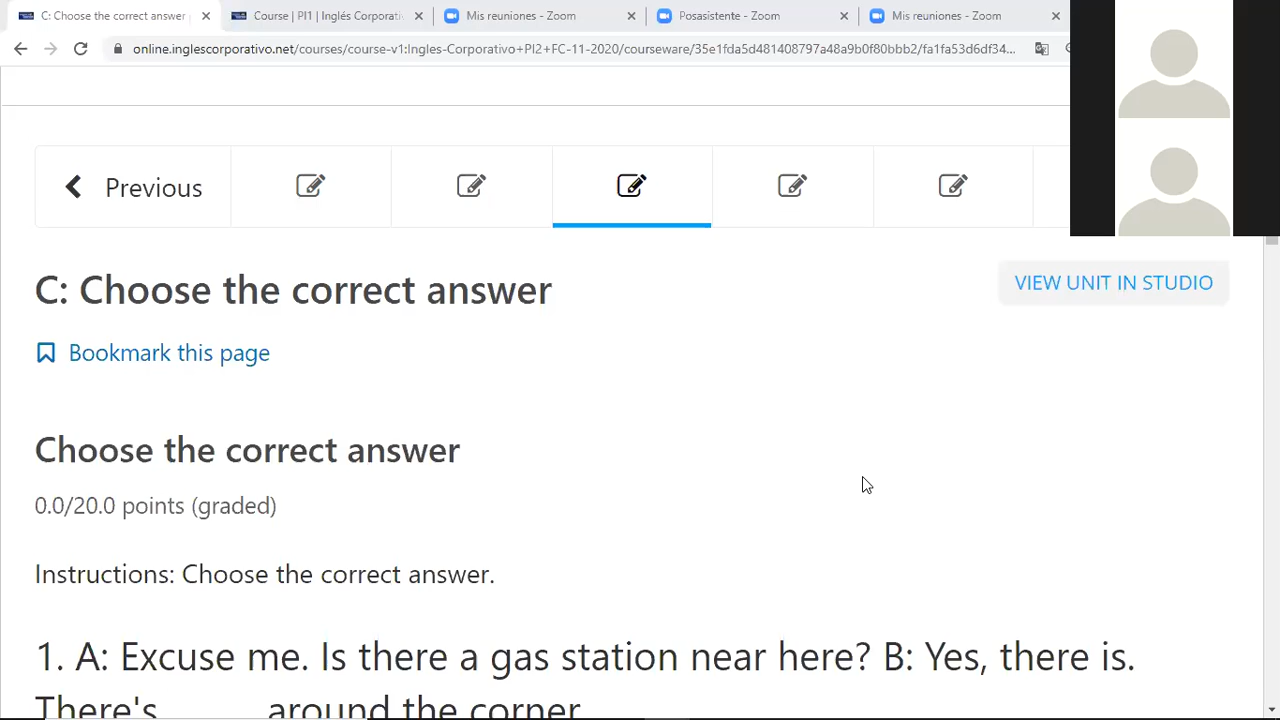 C: Choose the correct answer
Course | PI1 | Inglés Corporati
Mis reuniones - Zoom
Posasistente - Zoom
Mis reuniones - Zoom
online.inglescorporativo.net/courses/course-v1:Ingles-Corporativo+PI2+FC-11-2020/courseware/35e1fda3d481408797a48a9b0f80bbb2/fa1fa53d6df34...
Previous
C: Choose the correct answer
VIEW UNIT IN STUDIO
Bookmark this page
Choose the correct answer
0.0/20.0 points (graded)
Instructions: Choose the correct answer.
1. A: Excuse me. Is there a gas station near here? B: Yes, there is.
There's _____ around the corner